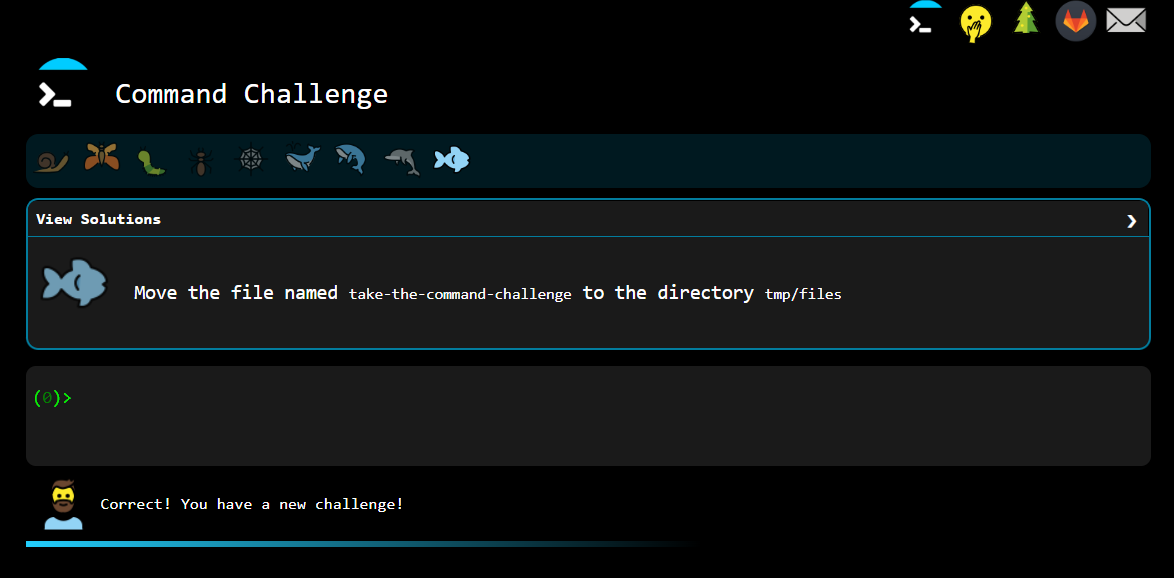 Command Challenge
View Solutions
Move the file named take-the-command-challenge to the directory tmp/files
(0)>
Correct! You have a new challenge!